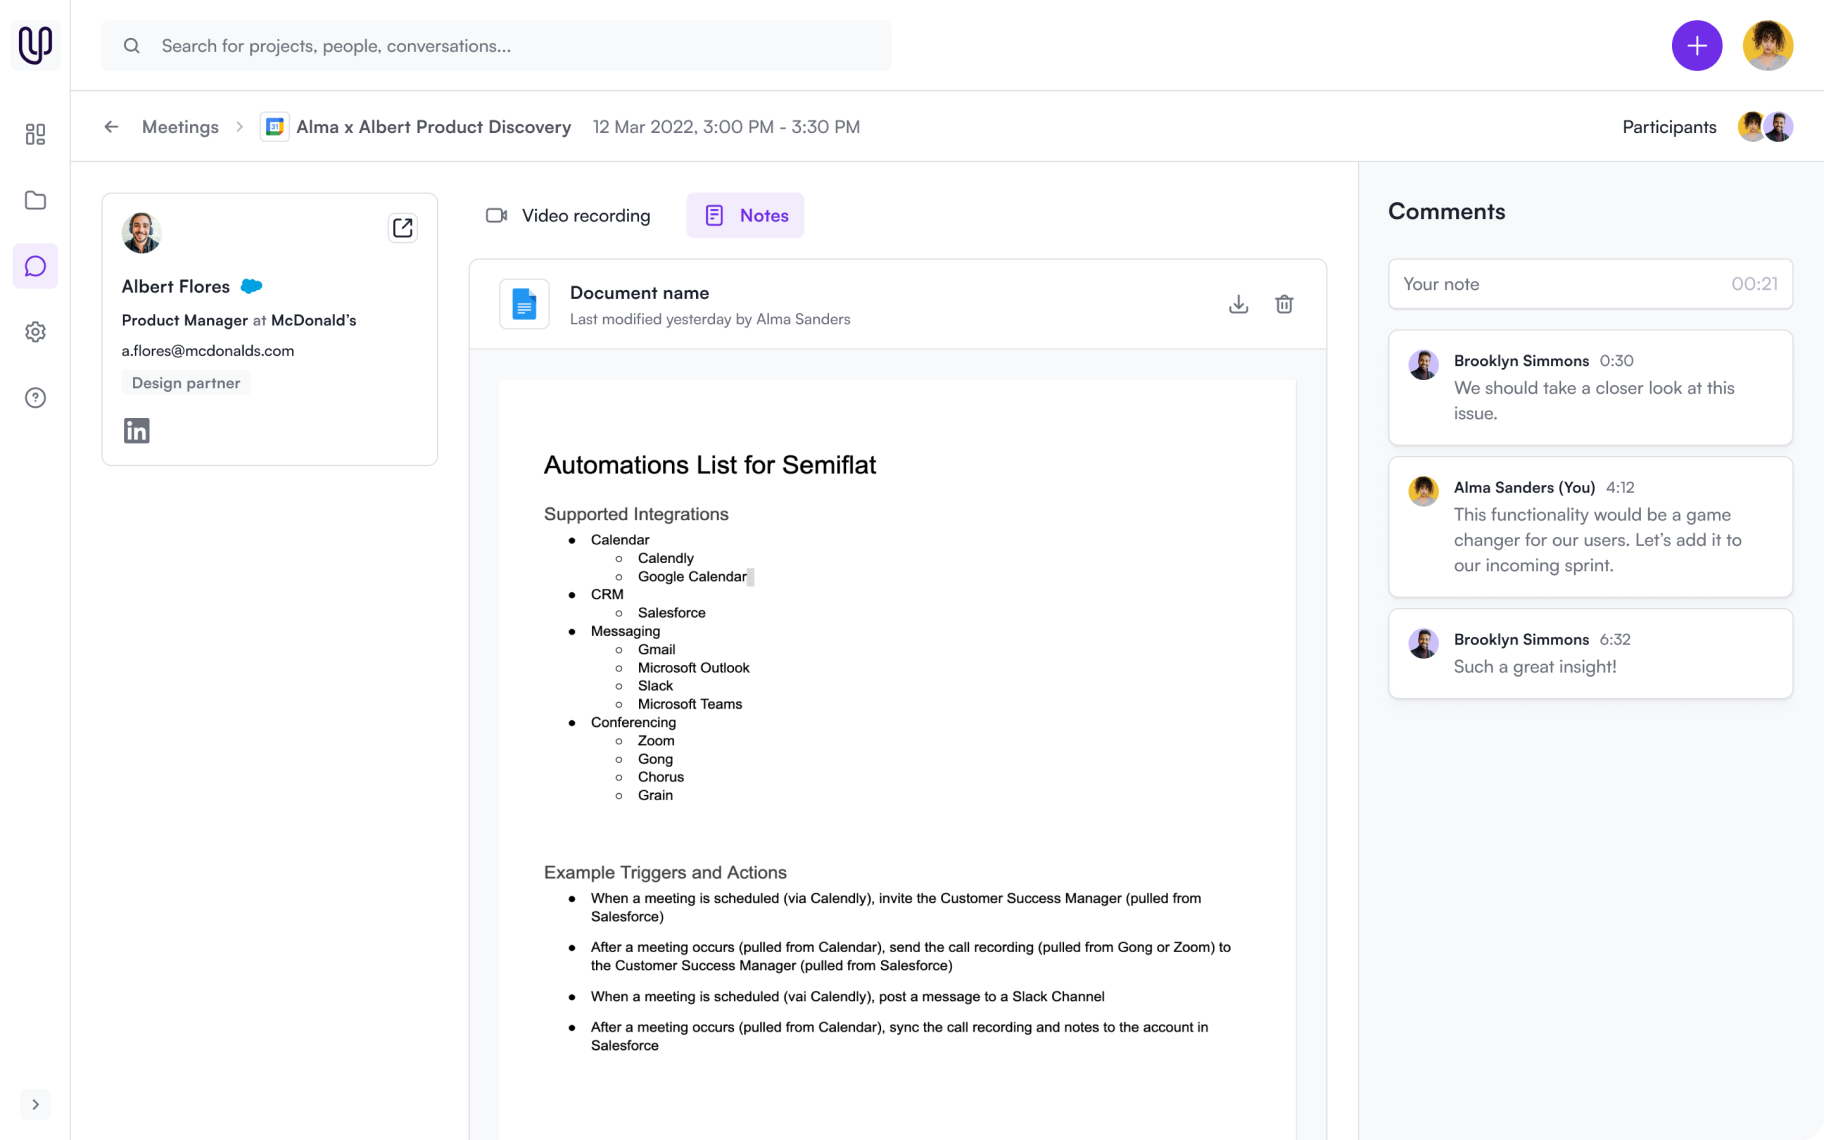 Search for projects, people, conversations...
Meetings
31
Alma x Albert Product Discovery
12 Mar 2022, 3:00 PM - 3:30 PM
Participants
Albert Flores
Product Manager at McDonald’s
a.flores@mcdonalds.com
Design partner
in
Video recording
Notes
Document name
Last modified yesterday by Alma Sanders
Automations List for Semiflat
Supported Integrations
● Calendar
○ Calendly
○ Google Calendar
● CRM
○ Salesforce
● Messaging
○ Gmail
○ Microsoft Outlook
○ Slack
○ Microsoft Teams
● Conferencing
○ Zoom
○ Gong
○ Chorus
○ Grain
Example Triggers and Actions
● When a meeting is scheduled (via Calendly), invite the Customer Success Manager (pulled from
Salesforce)
● After a meeting occurs (pulled from Calendar), send the call recording (pulled from Gong or Zoom) to
the Customer Success Manager (pulled from Salesforce)
● When a meeting is scheduled (vai Calendly), post a message to a Slack Channel
● After a meeting occurs (pulled from Calendar), sync the call recording and notes to the account in
Salesforce
Comments
Your note 00:21
Brooklyn Simmons 0:30
We should take a closer look at this
issue.
Alma Sanders (You) 4:12
This functionality would be a game
changer for our users. Let’s add it to
our incoming sprint.
Brooklyn Simmons 6:32
Such a great insight!